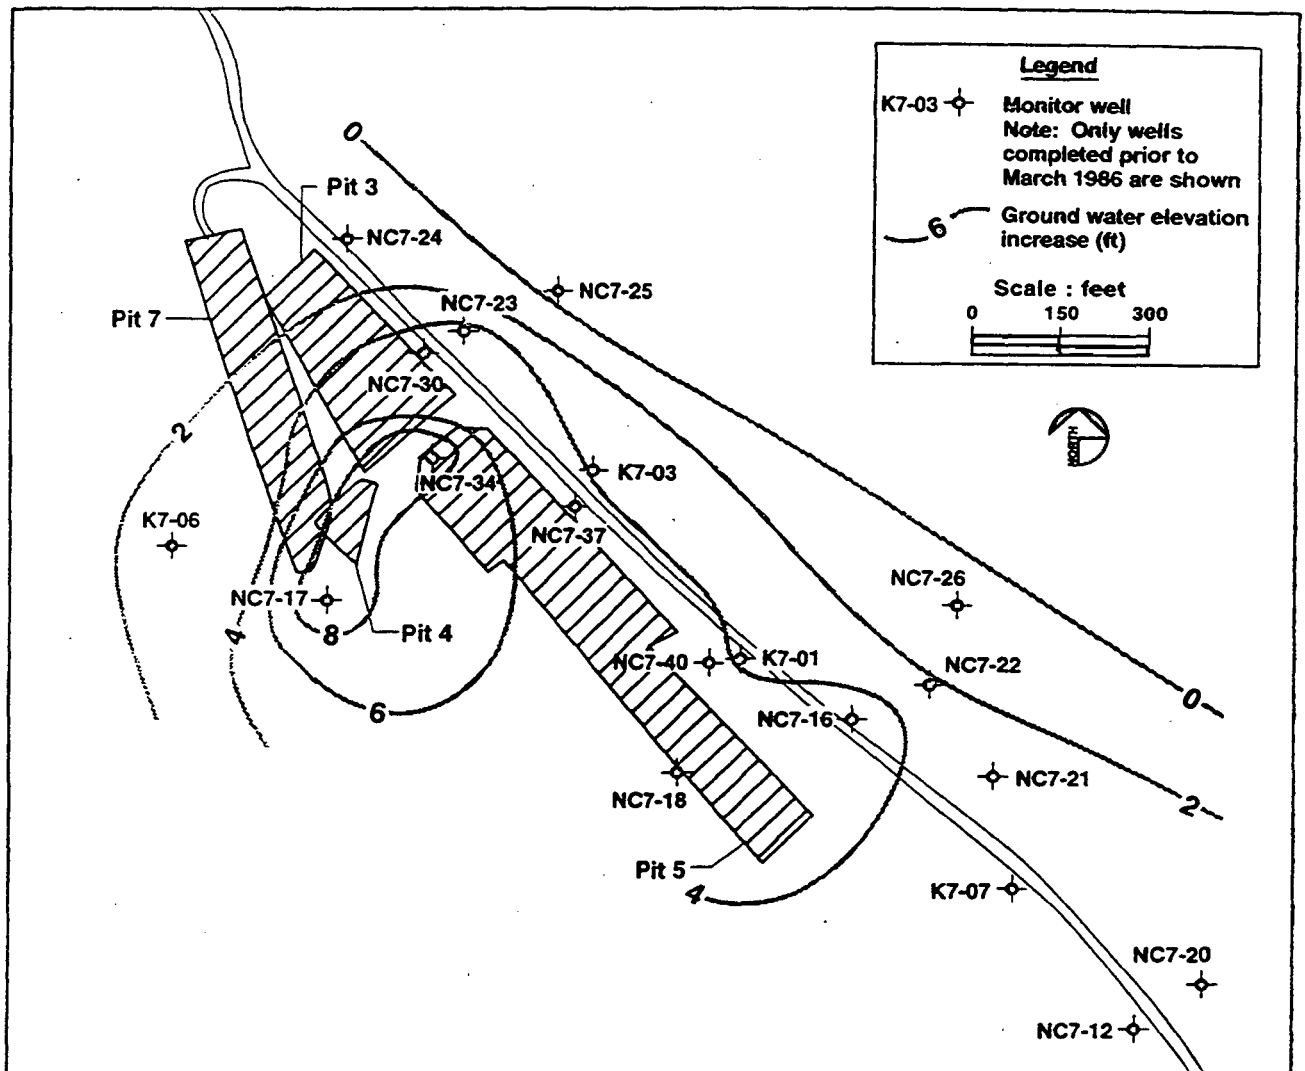 Legend
K7-03 Monitor well
Note: Only wells
completed prior to
March 1986 are shown
6 Ground water elevation
increase (ft)
Scale : feet
0 150 300
NORTH
0
Pit 3
NC7-24
NC7-25
NC7-23
Pit 7
NC7-30
2
K7-03
NC7-34
NC7-37
K7-06
NC7-26
NC7-17
8
Pit 4
4
NC7-40
K7-01
NC7-22
0
6
NC7-16
NC7-21
NC7-18
2
Pit 5
4
K7-07
NC7-20
NC7-12